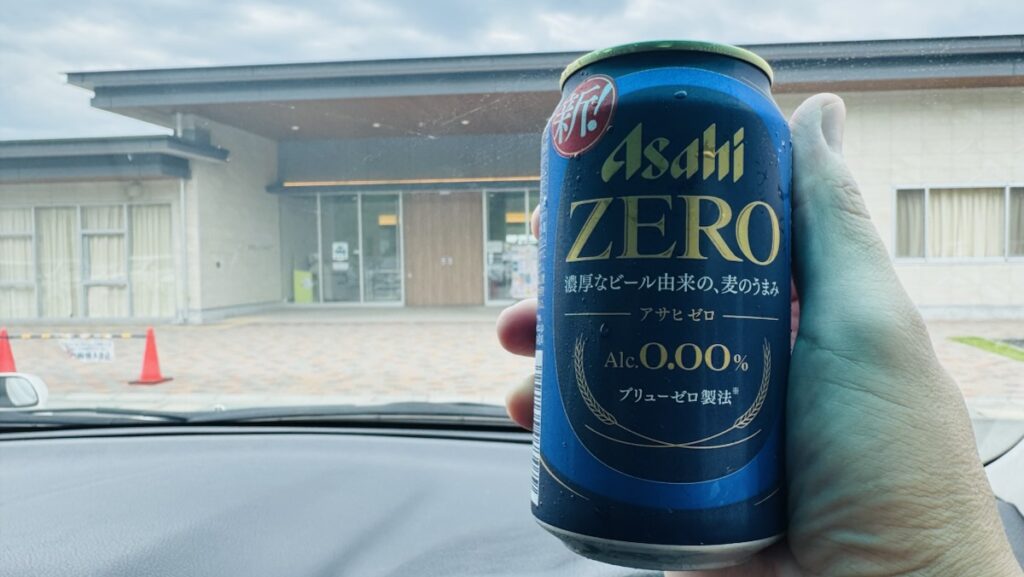 新!
Asahi
ZERO
濃厚なビール由来の、麦のうまみ
アサヒゼロ
Alc.0.00%
ブリューゼロ製法※